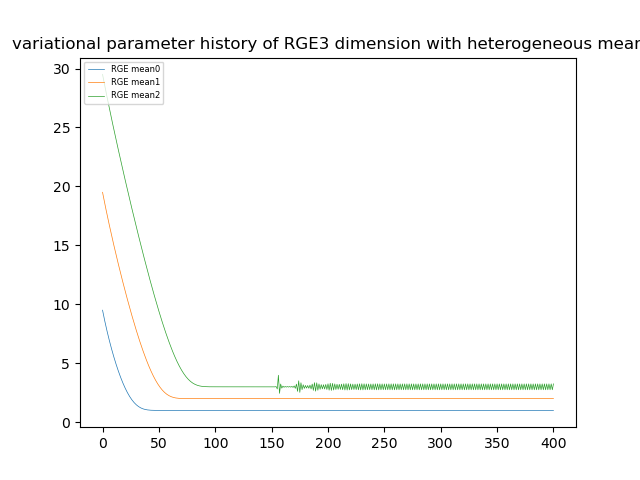 variational parameter history of RGE3 dimension with heterogeneous mean
RGE mean0
RGE mean1
RGE mean2
30
25
20
15
10
5
0
0 50 100 150 200 250 300 350 400